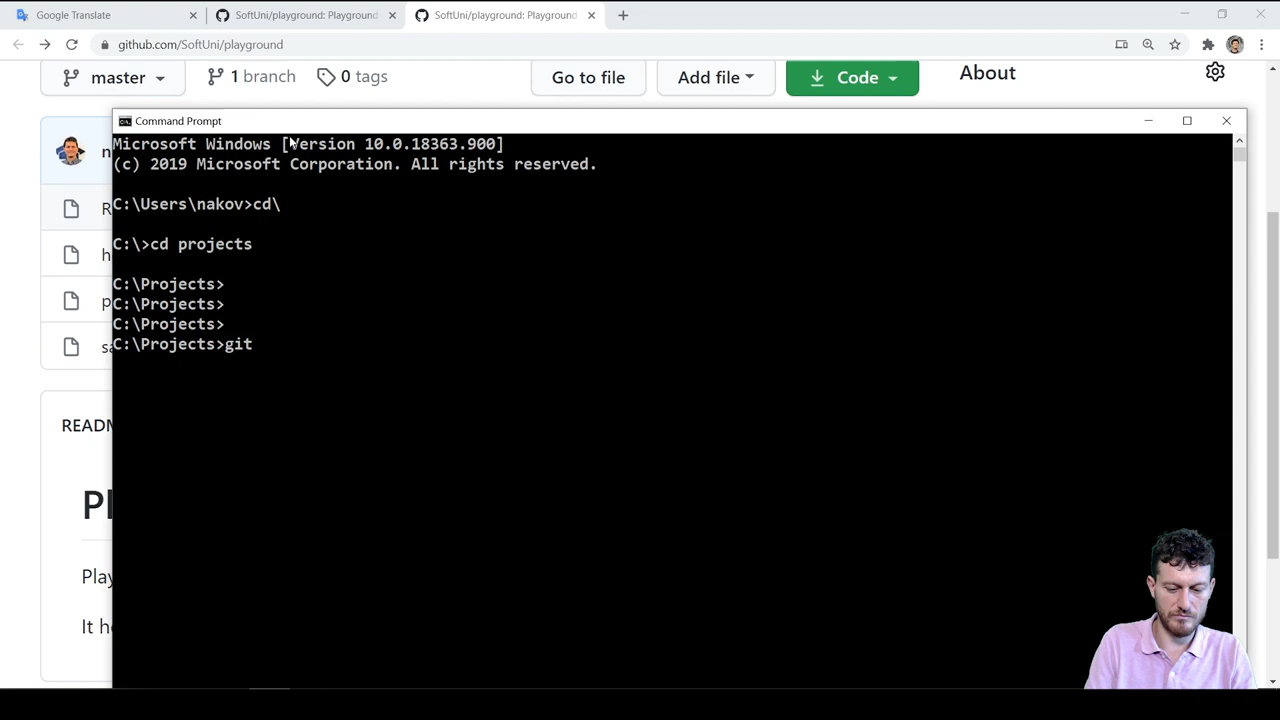 Google Translate
SoftUni/playground: Playground
SoftUni/playground: Playground
github.com/SoftUni/playground
master
1 branch
0 tags
Go to file
Add file
Code
About
Command Prompt
Microsoft Windows [Version 10.0.18363.900]
(c) 2019 Microsoft Corporation. All rights reserved.
C:\Users\nakov>cd\
C:\>cd projects
C:\Projects>
C:\Projects>
C:\Projects>
C:\Projects>git
n
R
h
p
sa
READM
Pl
Play
It h